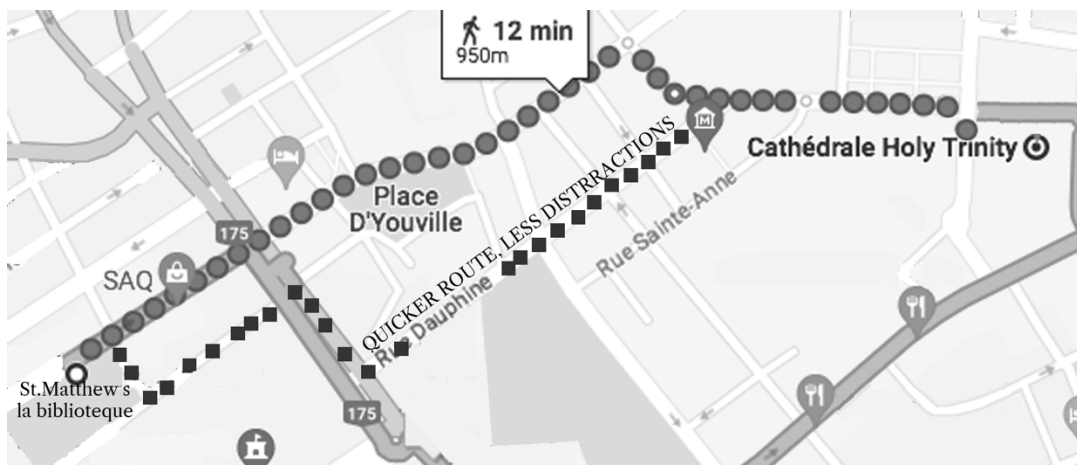 12 min
950m
QUICKER ROUTE, LESS DISTRRACTIONS
Cathédrale Holy Trinity
Place
D'Youville
175
Rue Sainte-Anne
SAQ
Rue Dauphine
St.Matthew's
la biblioteque
175